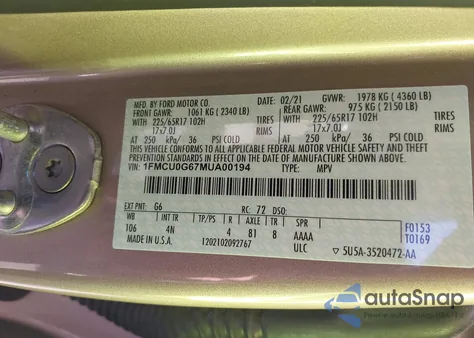 MFD. BY FORD MOTOR CO. 02/21 GVWR: 1978 KG ( 4360 LB)
FRONT GAWR: 1061 KG ( 2340 LB) REAR GAWR: 975 KG ( 2150 LB)
WITH 225/65R17 102H TIRES WITH 225/65R17 102H TIRES
17x7.0J RIMS 17x7.0J RIMS
AT 250 kPa/ 36 PSI COLD AT 250 kPa/ 36 PSI COLD
THIS VEHICLE CONFORMS TO ALL APPLICABLE FEDERAL MOTOR VEHICLE SAFETY
AND THEFT PREVENTION STANDARDS IN EFFECT ON THE DATE OF MANUFACTURE SHOWN ABOVE.
VIN: 1FMCU0G67MUA00194 TYPE: MPV
EXT PNT: G6 RC: 72 DSO: F0153
WB INT TR TP/PS R AXLE TR SPR T0169
106 4N 4 81 8 AAAA
MADE IN U.S.A. 1202102092767 ULC 5U5A-3520472-AA
autoSnap